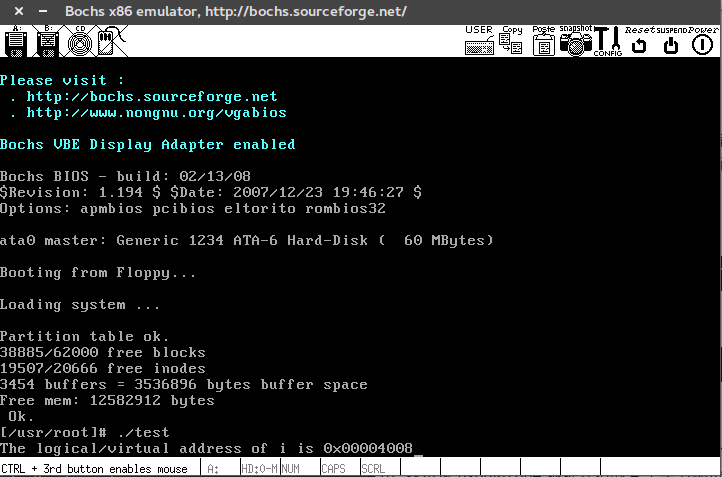 Bochs x86 emulator, http://bochs.sourceforge.net/
A: B: CD USER Copy Paste snapshot CONFIG Reset SUSPEND Power
Please visit :
. http://bochs.sourceforge.net
. http://www.nongnu.org/vgabios
Bochs VBE Display Adapter enabled
Bochs BIOS - build: 02/13/08
$Revision: 1.194 $ $Date: 2007/12/23 19:46:27 $
Options: apmbios pcibios eltorito rombios32
ata0 master: Generic 1234 ATA-6 Hard-Disk (  60 MBytes)
Booting from Floppy...
Loading system ...
Partition table ok.
38885/62000 free blocks
19507/20666 free inodes
3454 buffers = 3536896 bytes buffer space
Free mem: 12582912 bytes
Ok.
[/usr/root]# ./test
The logical/virtual address of i is 0x00004008_
CTRL + 3rd button enables mouse A: HD:0-M NUM CAPS SCRL